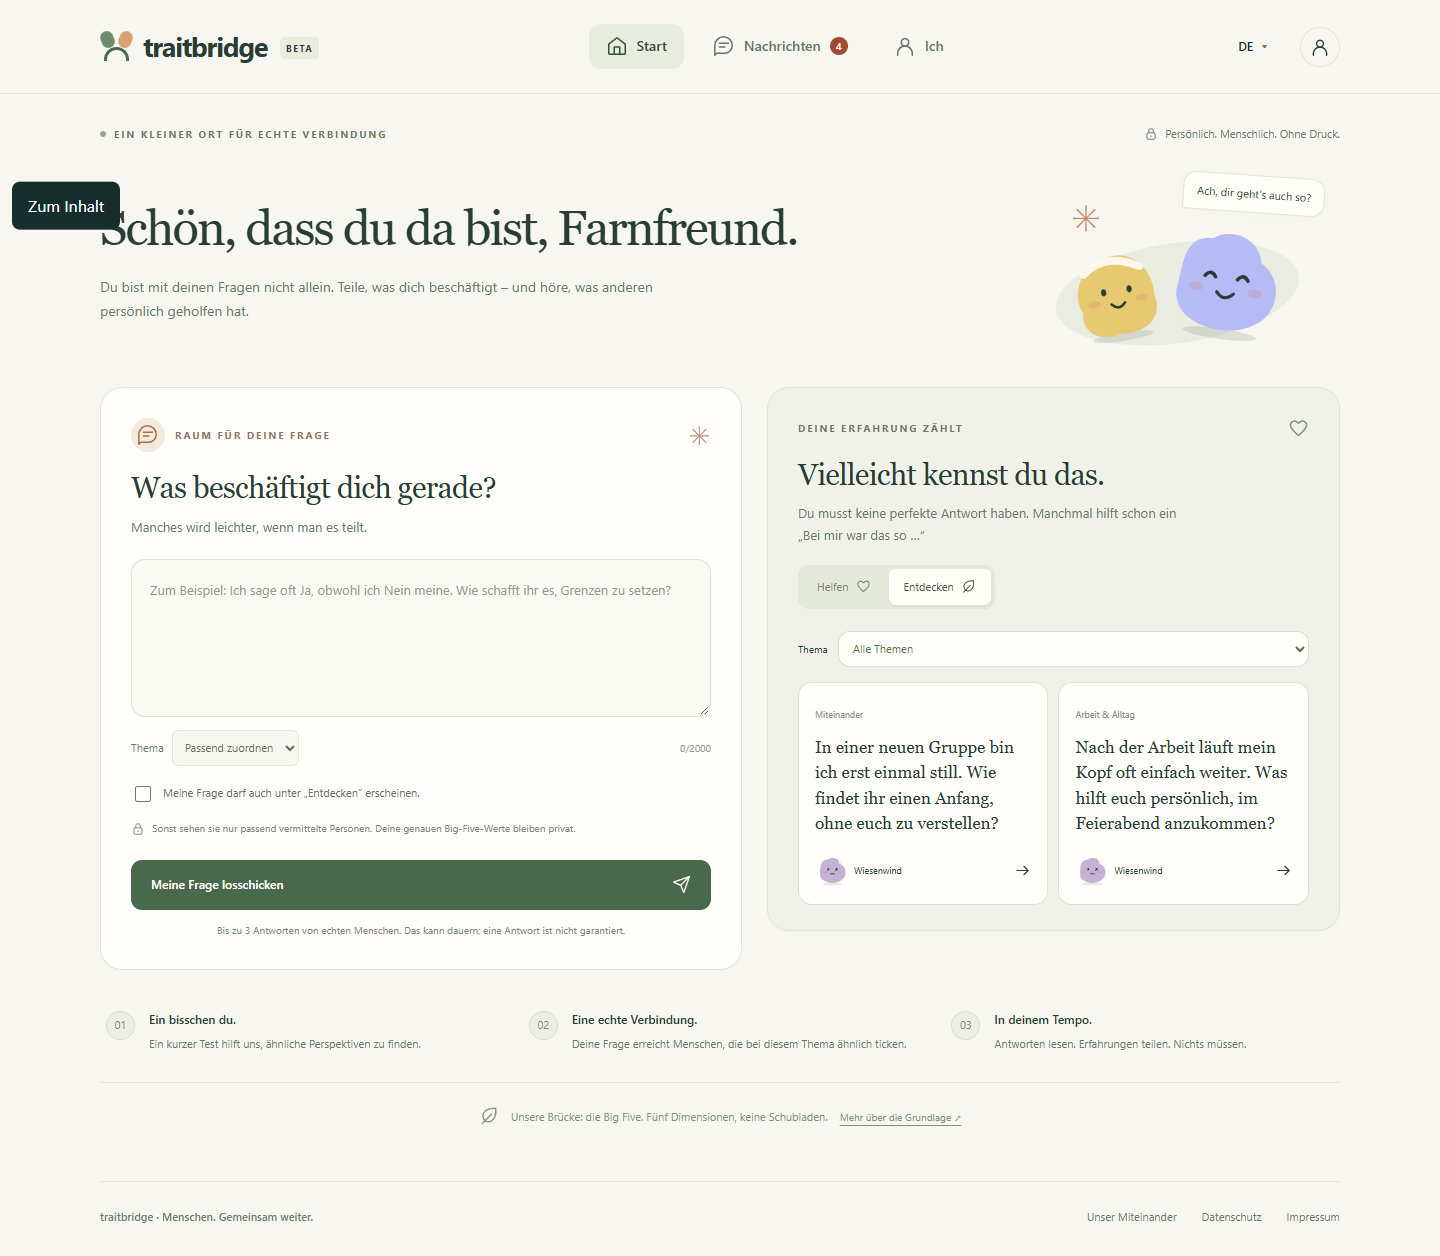 traitbridge BETA
Start
Nachrichten 4
Ich
DE
EIN KLEINER ORT FÜR ECHTE VERBINDUNG
Persönlich. Menschlich. Ohne Druck.
Zum Inhalt
Schön, dass du da bist, Farnfreund.
Du bist mit deinen Fragen nicht allein. Teile, was dich beschäftigt – und höre, was anderen
persönlich geholfen hat.
Ach, dir geht's auch so?
RAUM FÜR DEINE FRAGE
Was beschäftigt dich gerade?
Manches wird leichter, wenn man es teilt.
Zum Beispiel: Ich sage oft Ja, obwohl ich Nein meine. Wie schafft ihr es, Grenzen zu setzen?
Thema Passend zuordnen
0/2000
Meine Frage darf auch unter „Entdecken“ erscheinen.
Sonst sehen sie nur passend vermittelte Personen. Deine genauen Big-Five-Werte bleiben privat.
Meine Frage losschicken
Bis zu 3 Antworten von echten Menschen. Das kann dauern; eine Antwort ist nicht garantiert.
DEINE ERFAHRUNG ZÄHLT
Vielleicht kennst du das.
Du musst keine perfekte Antwort haben. Manchmal hilft schon ein
„Bei mir war das so …“
Helfen
Entdecken
Thema Alle Themen
Miteinander
In einer neuen Gruppe bin
ich erst einmal still. Wie
findet ihr einen Anfang,
ohne euch zu verstellen?
Wiesenwind
Arbeit & Alltag
Nach der Arbeit läuft mein
Kopf oft einfach weiter. Was
hilft euch persönlich, im
Feierabend anzukommen?
Wiesenwind
01
Ein bisschen du.
Ein kurzer Test hilft uns, ähnliche Perspektiven zu finden.
02
Eine echte Verbindung.
Deine Frage erreicht Menschen, die bei diesem Thema ähnlich ticken.
03
In deinem Tempo.
Antworten lesen. Erfahrungen teilen. Nichts müssen.
Unsere Brücke: die Big Five. Fünf Dimensionen, keine Schubladen. Mehr über die Grundlage ↗
traitbridge · Menschen. Gemeinsam weiter.
Unser Miteinander
Datenschutz
Impressum